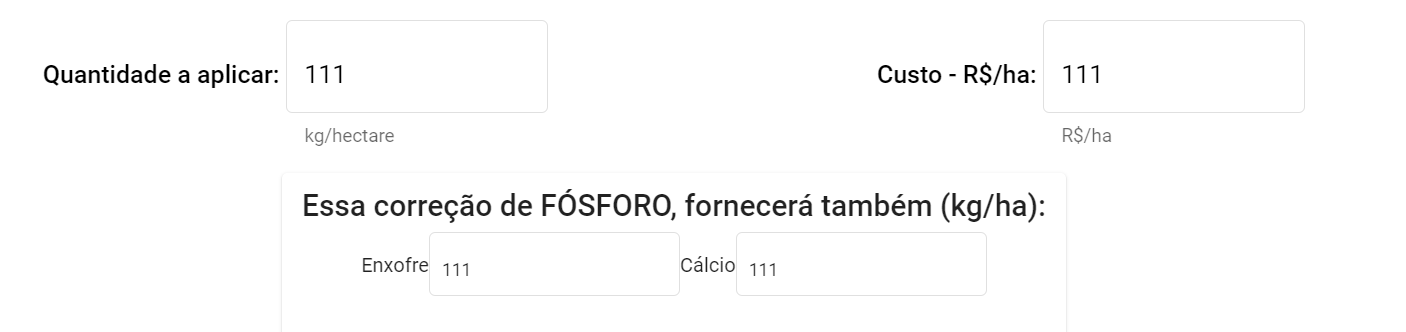 Quantidade a aplicar: 111 Custo - R$/ha: 111
kg/hectare R$/ha
Essa correção de FÓSFORO, fornecerá também (kg/ha):
Enxofre 111 Cálcio 111